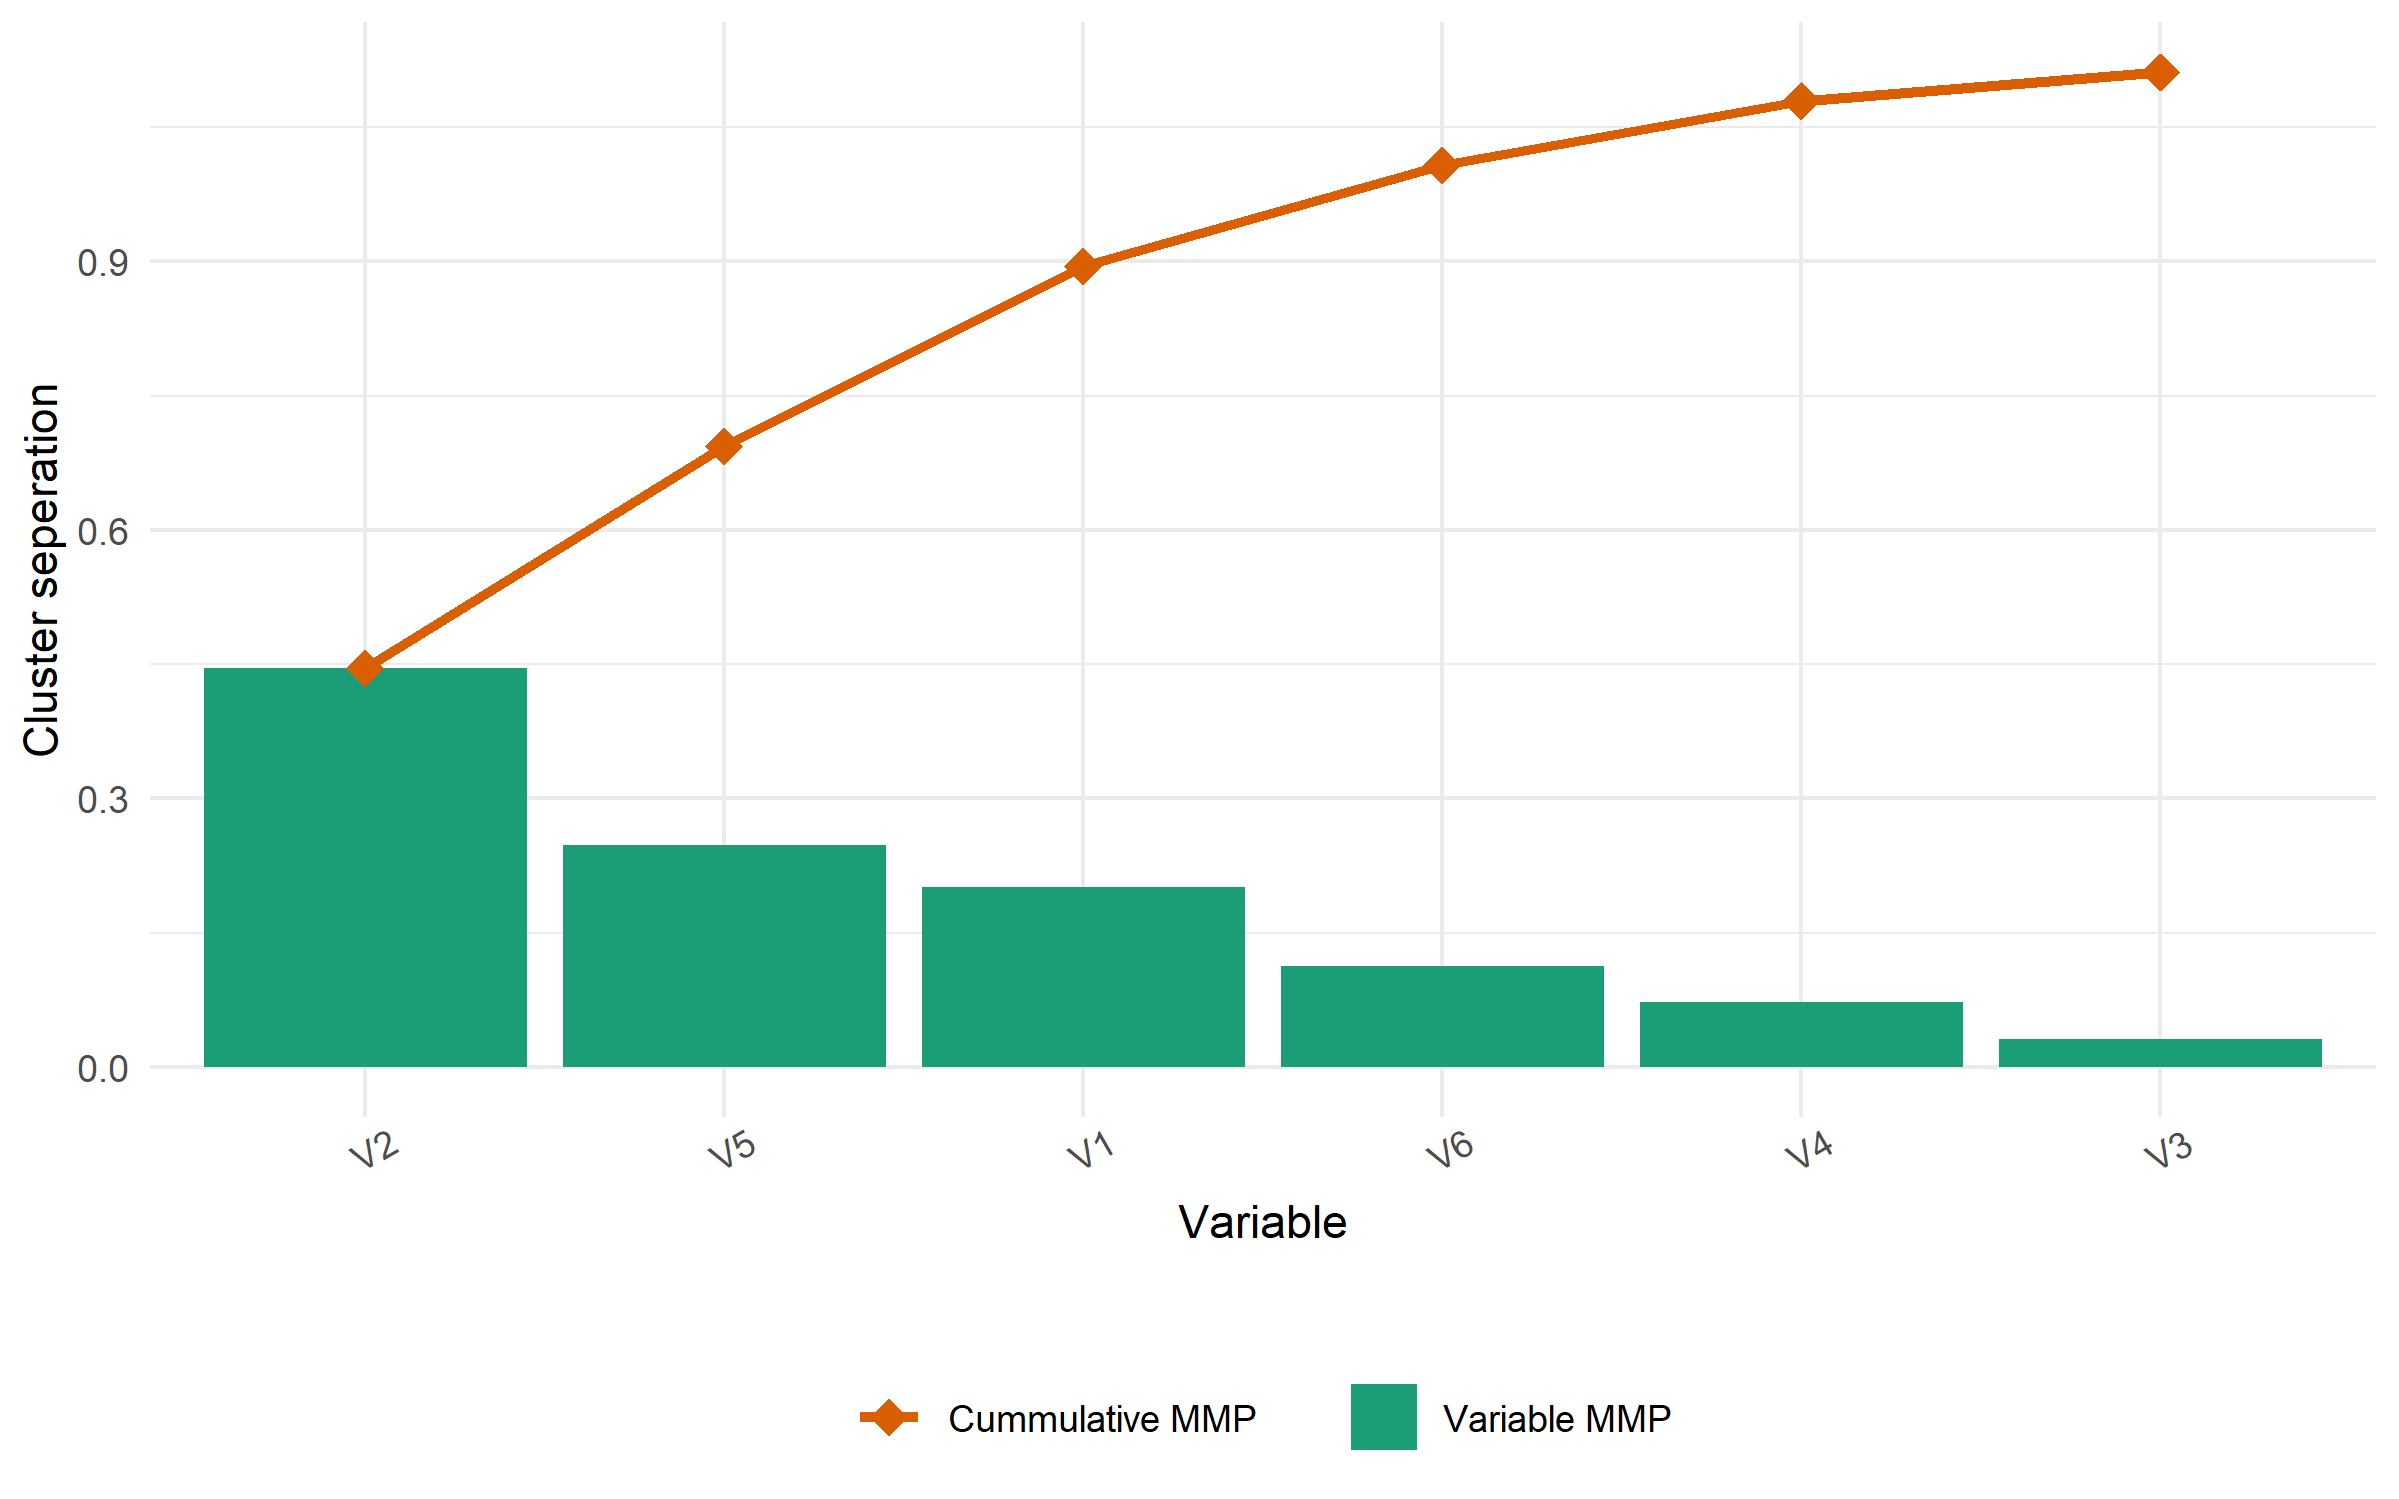 Cluster seperation
0.9
0.6
0.3
0.0
V2 V5 V1 V6 V4 V3
Variable
Cummulative MMP Variable MMP